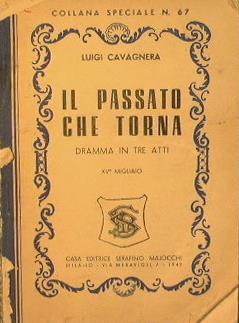 COLLANA SPECIALE N. 67
LUIGI CAVAGNERA
IL PASSATO
CHE TORNA
DRAMMA IN TRE ATTI
XVº MIGLIAIO
CASA EDITRICE SERAFINO MAJOCCHI
MILANO - VIA MERAVIGLI 7 - 1949